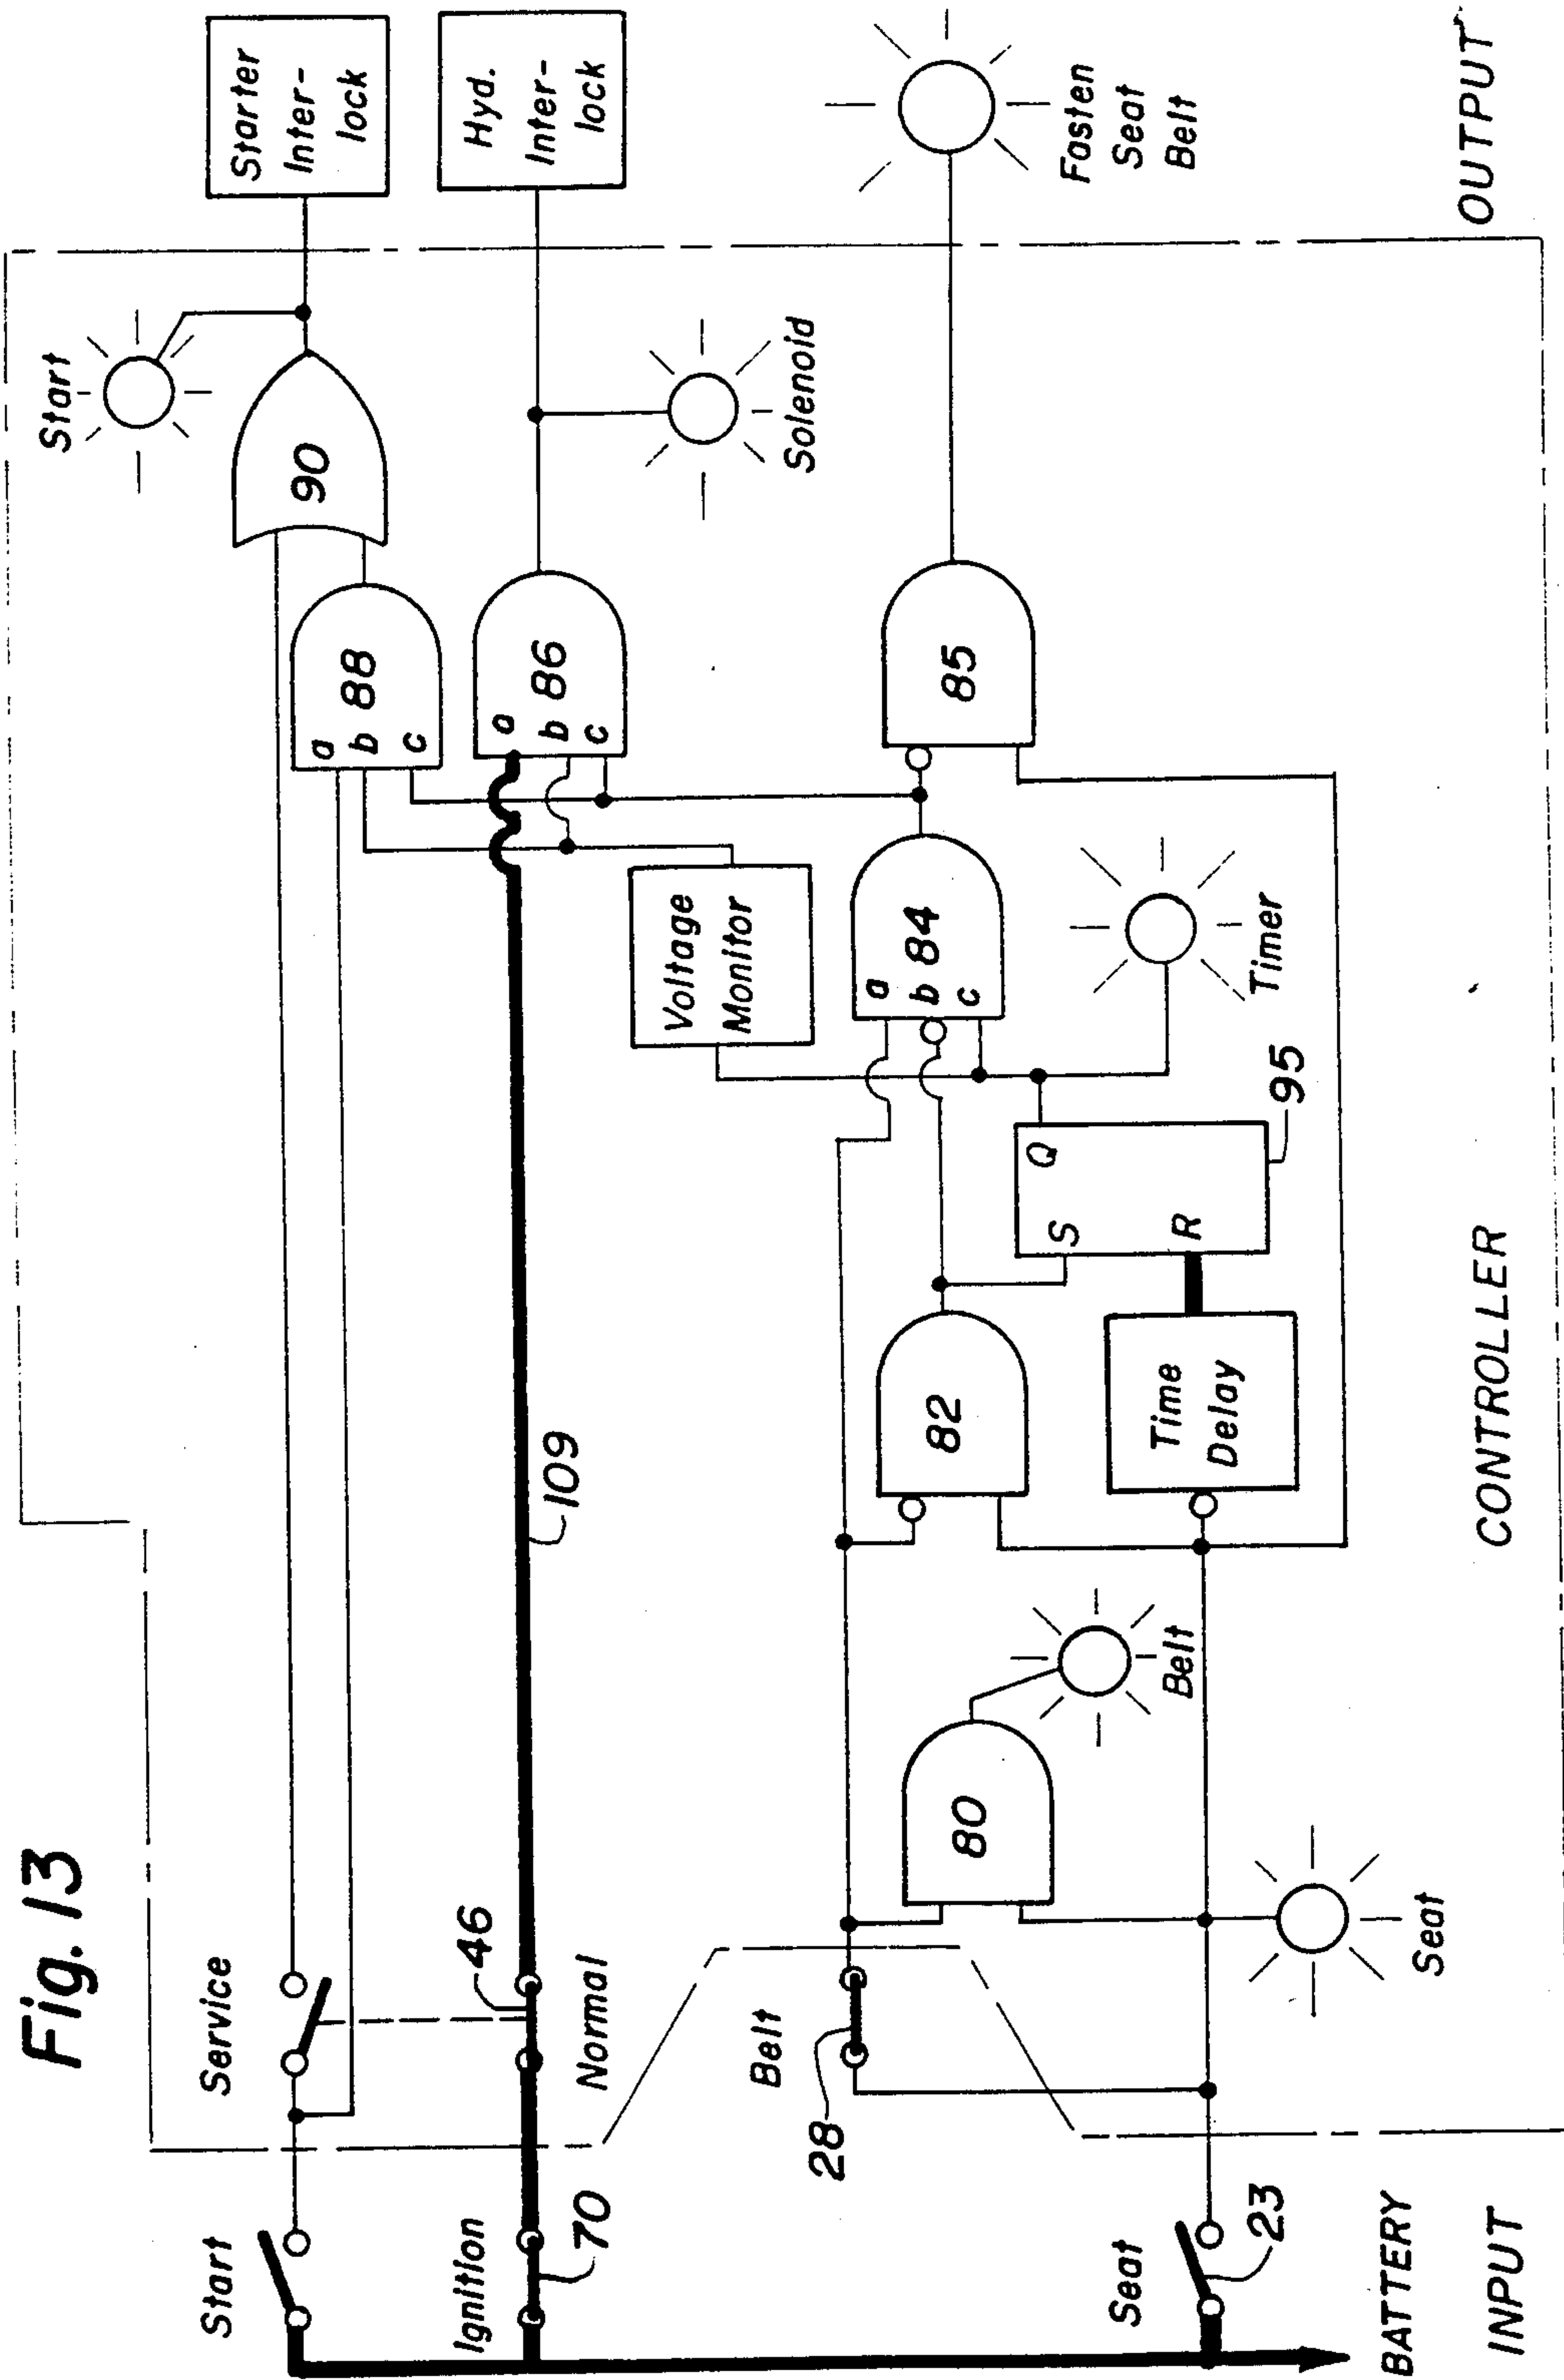 Fig. 13
Start
Service
Start
Starter
Inter-
lock
90
a
b
c
88
Ignition
70
46
Normal
109
a
b
c
86
Hyd.
Inter-
lock
Solenoid
Voltage
Monitor
Belt
28
80
Belt
82
a
b
c
84
85
Fasten
Seat
Belt
Seat
23
Seat
Time
Delay
S
R
Q
95
Timer
BATTERY
INPUT
CONTROLLER
OUTPUT